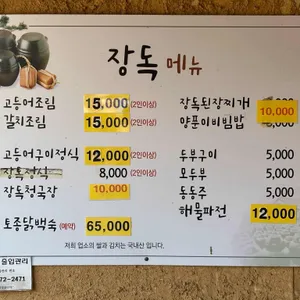 장독 메뉴
고등어조림 15,000 (2인이상)
갈치조림 15,000 (2인이상)
고등어구이정식 12,000 (2인이상)
장독정식 8,000 (2인이상)
장독청국장 10,000
토종닭백숙 (예약) 65,000
장독된장찌개
양푼이비빔밥 10,000
5,000
두부구이 5,000
모두부 5,000
동동주 5,000
해물파전 12,000
저희 업소의 쌀과 김치는 국내산 입니다.
출입관리
72-2471